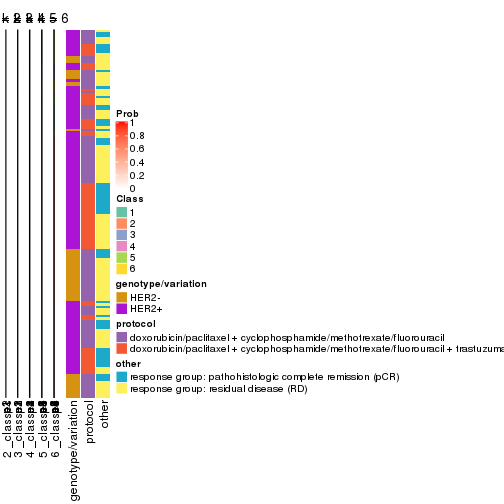 Prob
1
0.8
0.6
0.4
0.2
0
Class
1
2
3
4
5
6
genotype/variation
HER2-
HER2+
protocol
doxorubicin/paclitaxel + cyclophosphamide/methotrexate/fluorouracil
doxorubicin/paclitaxel + cyclophosphamide/methotrexate/fluorouracil + trastuzuma
other
response group: pathohistologic complete remission (pCR)
response group: residual disease (RD)
2_class
3_class
4_class
5_class
6_class
genotype/variation
protocol
other